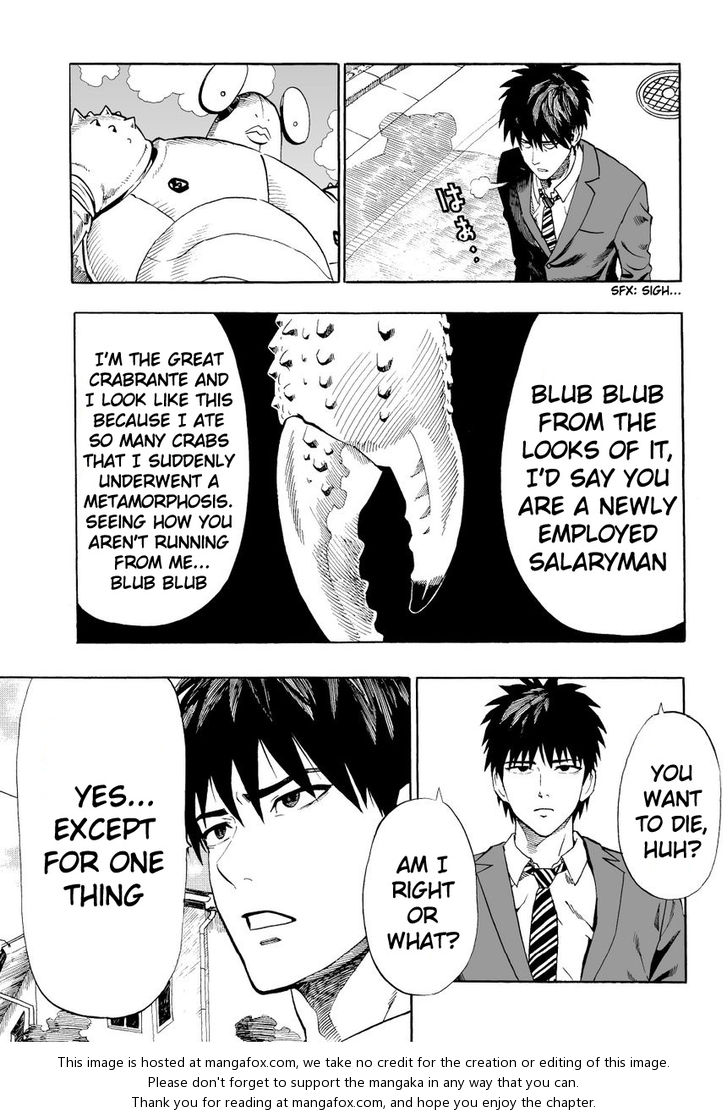 はぁ・・
SFX: SIGH...
BLUB BLUB
FROM THE
LOOKS OF IT,
I'D SAY YOU
ARE A NEWLY
EMPLOYED
SALARYMAN
I'M THE GREAT
CRABRANTE AND
I LOOK LIKE THIS
BECAUSE I ATE
SO MANY CRABS
THAT I SUDDENLY
UNDERWENT A
METAMORPHOSIS.
SEEING HOW YOU
AREN'T RUNNING
FROM ME...
BLUB BLUB
YOU
WANT
TO DIE,
HUH?
AM I
RIGHT
OR
WHAT?
YES...
EXCEPT
FOR ONE
THING
This image is hosted at mangafox.com, we take no credit for the creation or editing of this image.
Please don't forget to support the mangaka in any way that you can.
Thank you for reading at mangafox.com, and hope you enjoy the chapter.